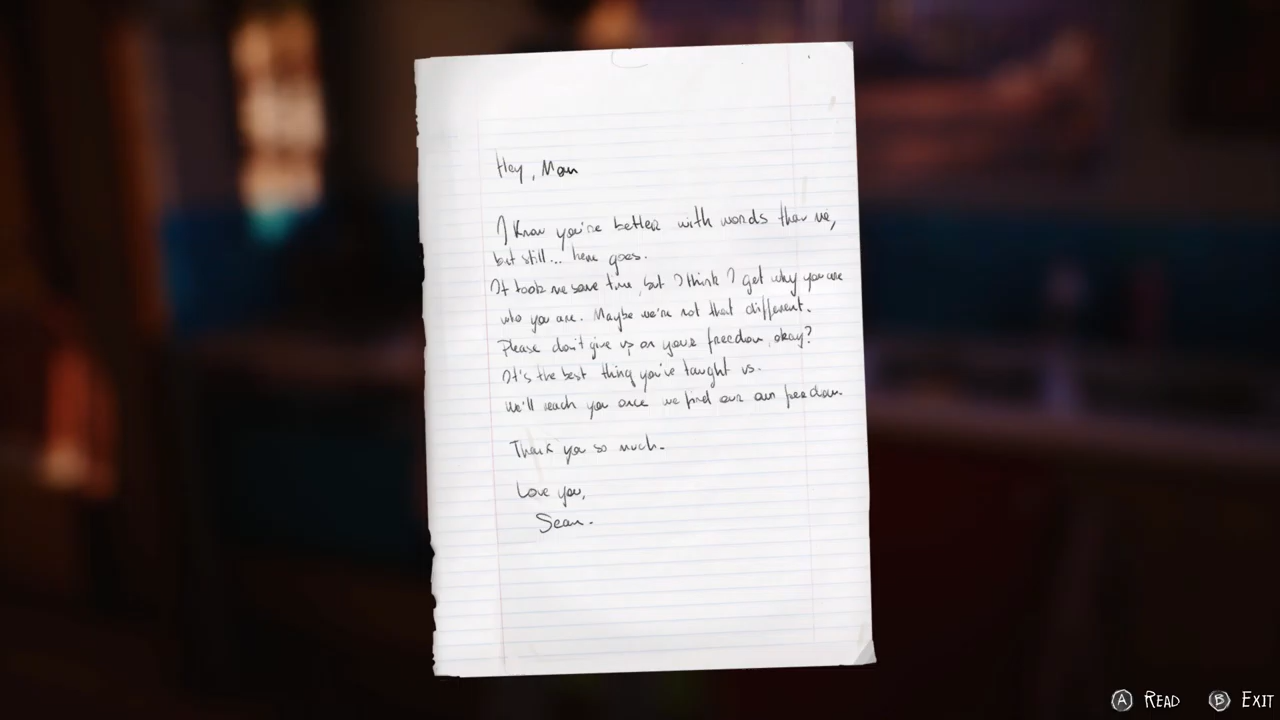 Hey, Mom
I know you're better with words than me,
but still... here goes.
It took me some time, but I think I get why you are
who you are. Maybe we're not that different.
Please don't give up on your freedom, okay?
It's the best thing you've taught us.
We'll reach you once we find our own freedom.
Thank you so much.
Love you,
Sean.
A READ B EXIT